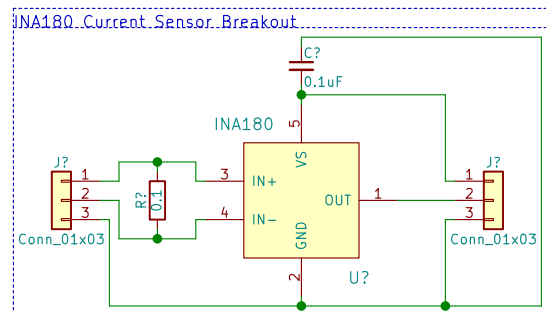 INA180 Current Sensor Breakout
C?
0.1uF
INA180
5
VS
J?
1
2
3
Conn_01x03
R?
0.1
3
IN+
4
IN-
OUT
1
GND
2
U?
J?
1
2
3
Conn_01x03